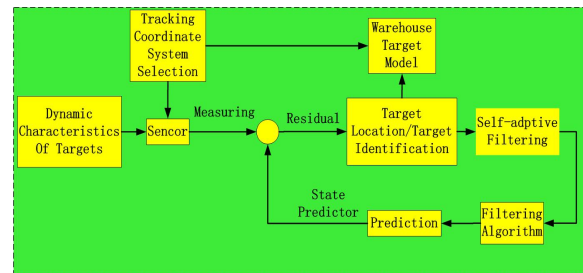 Tracking
Coordinate
System
Selection
Warehouse
Target
Model
Dynamic
Characteristics
Of Targets
Sencor
Measuring
Residual
Target
Location/Target
Identification
Self-adptive
Filtering
State
Predictor
Prediction
Filtering
Algorithm